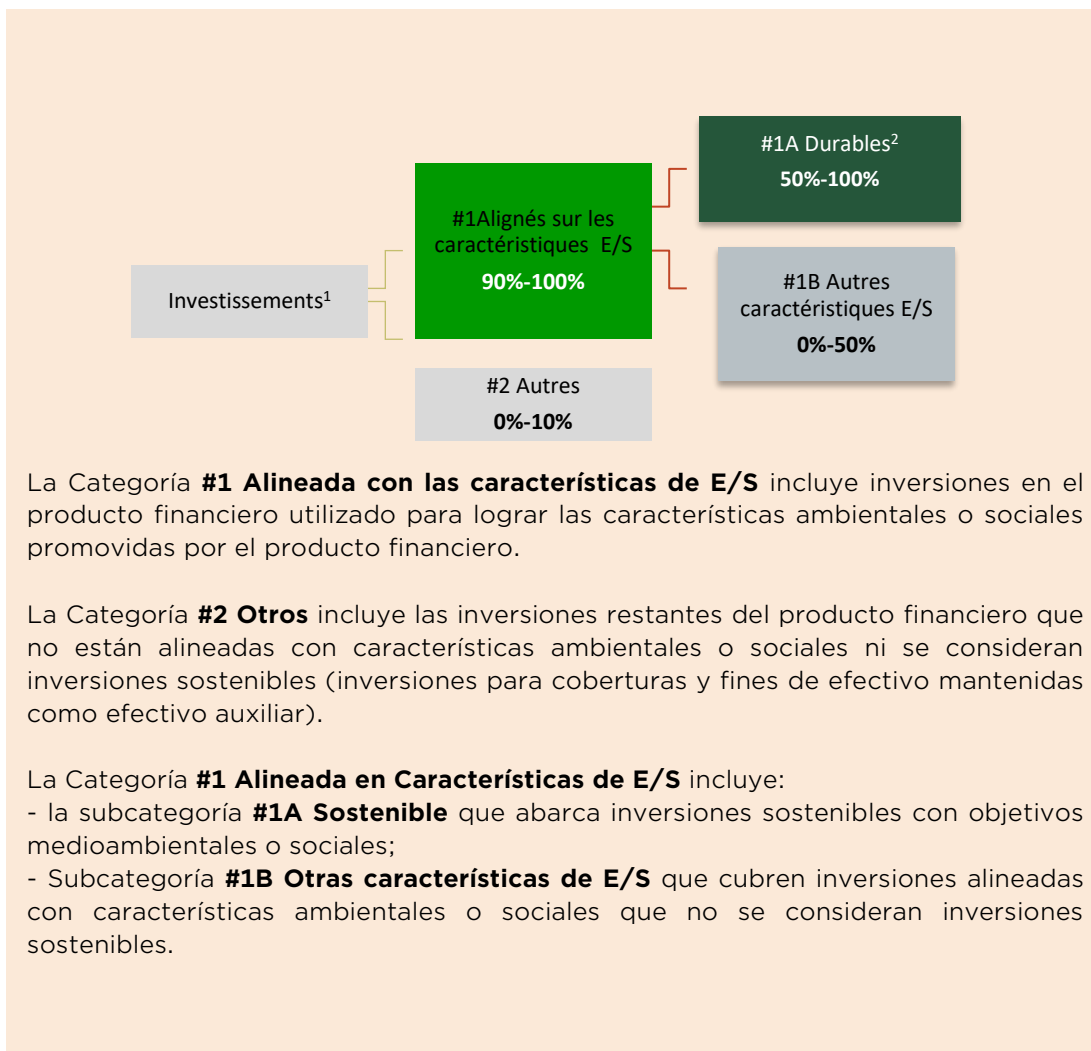 #1A Durables²
50%-100%
#1Alignés sur les
caractéristiques E/S
90%-100%
Investissements¹
#1B Autres
caractéristiques E/S
0%-50%
#2 Autres
0%-10%
La Categoría #1 Alineada con las características de E/S incluye inversiones en el
producto financiero utilizado para lograr las características ambientales o sociales
promovidas por el producto financiero.
La Categoría #2 Otros incluye las inversiones restantes del producto financiero que
no están alineadas con características ambientales o sociales ni se consideran
inversiones sostenibles (inversiones para coberturas y fines de efectivo mantenidas
como efectivo auxiliar).
La Categoría #1 Alineada en Características de E/S incluye:
- la subcategoría #1A Sostenible que abarca inversiones sostenibles con objetivos
medioambientales o sociales;
- Subcategoría #1B Otras características de E/S que cubren inversiones alineadas
con características ambientales o sociales que no se consideran inversiones
sostenibles.